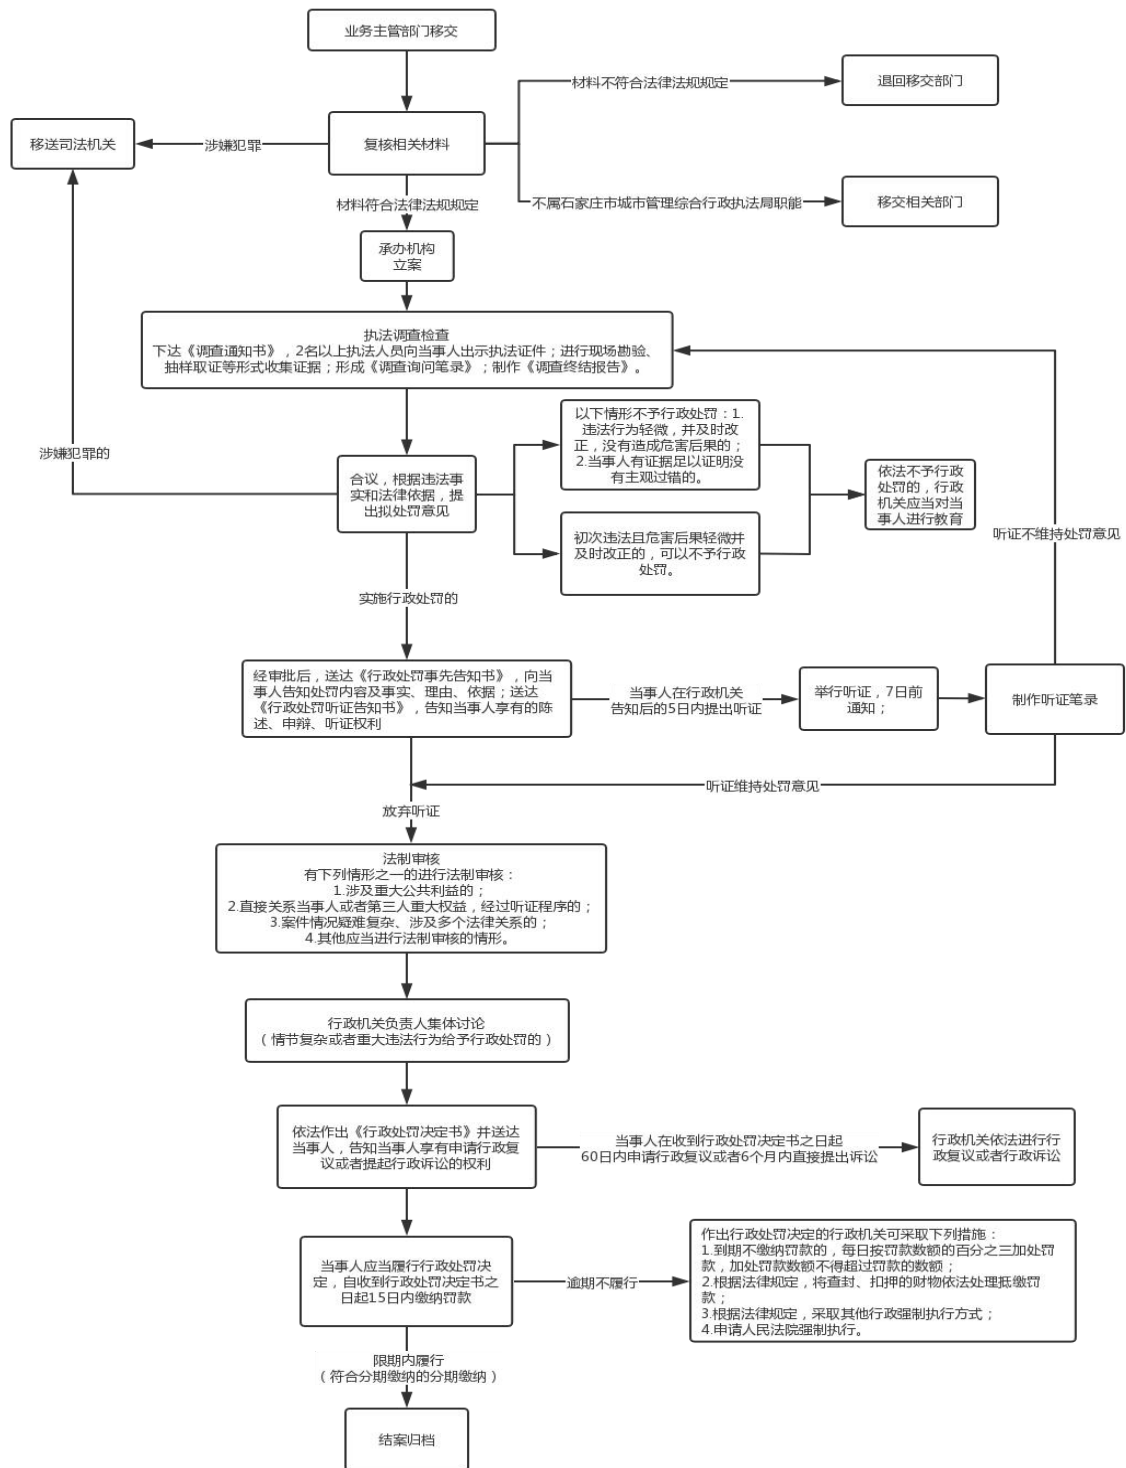 业务主管部门移交
材料不符合法律法规规定
退回移交部门
移送司法机关
涉嫌犯罪
复核相关材料
材料符合法律法规规定
不属石家庄市城市管理综合行政执法局职能
移交相关部门
承办机构
立案
执法调查检查
下达《调查通知书》，2名以上执法人员向当事人出示执法证件；进行现场勘验、
抽样取证等形式收集证据；形成《调查询问笔录》；制作《调查终结报告》。
涉嫌犯罪的
合议，根据违法事
实和法律依据，提
出拟处罚意见
以下情形不予行政处罚：1.
违法行为轻微，并及时改
正，没有造成危害后果的；
2.当事人有证据足以证明没
有主观过错的。
初次违法且危害后果轻微并
及时改正的，可以不予行政
处罚。
依法不予行政
处罚的，行政
机关应当对当
事人进行教育
听证不维持处罚意见
实施行政处罚的
经审批后，送达《行政处罚事先告知书》，向当
事人告知处罚内容及事实、理由、依据；送达
《行政处罚听证告知书》，告知当事人享有的陈
述、申辩、听证权利
当事人在行政机关
告知后的5日内提出听证
举行听证，7日前
通知；
制作听证笔录
听证维持处罚意见
放弃听证
法制审核
有下列情形之一的进行法制审核：
1.涉及重大公共利益的；
2.直接关系当事人或者第三人重大权益，经过听证程序的；
3.案件情况疑难复杂、涉及多个法律关系的；
4.其他应当进行法制审核的情形。
行政机关负责人集体讨论
（情节复杂或者重大违法行为给予行政处罚的）
依法作出《行政处罚决定书》并送达
当事人，告知当事人享有申请行政复
议或者提起行政诉讼的权利
当事人在收到行政处罚决定书之日起
60日内申请行政复议或者6个月内直接提出诉讼
行政机关依法进行行
政复议或者行政诉讼
当事人应当履行行政处罚决
定，自收到行政处罚决定书之
日起15日内缴纳罚款
逾期不履行
作出行政处罚决定的行政机关可采取下列措施：
1.到期不缴纳罚款的，每日按罚款数额的百分之三加处罚
款，加处罚款数额不得超过罚款的数额；
2.根据法律规定，将查封、扣押的财物依法处理抵缴罚
款；
3.根据法律规定，采取其他行政强制执行方式；
4.申请人民法院强制执行。
限期内履行
（符合分期缴纳的分期缴纳）
结案归档